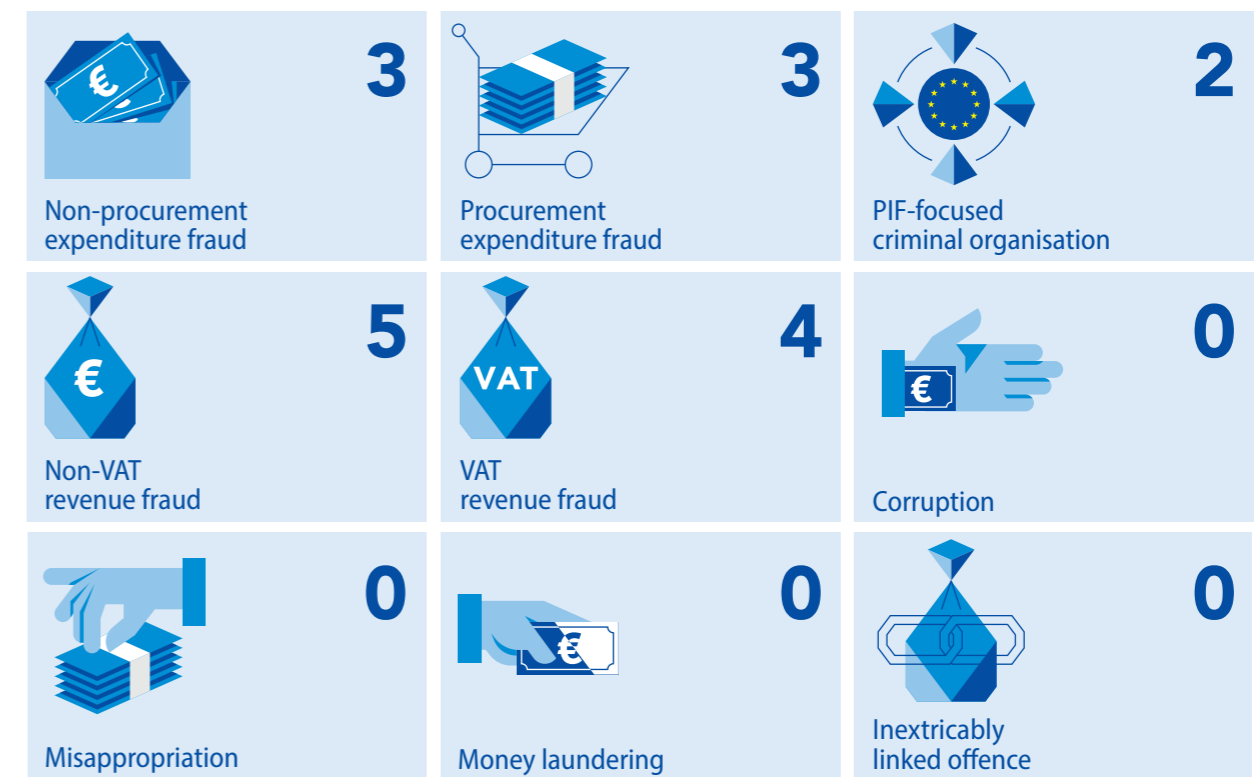 3
Non-procurement
expenditure fraud
3
Procurement
expenditure fraud
2
PIF-focused
criminal organisation
5
€
Non-VAT
revenue fraud
4
VAT
VAT
revenue fraud
0
€
Corruption
0
Misappropriation
0
€
Money laundering
0
Inextricably
linked offence